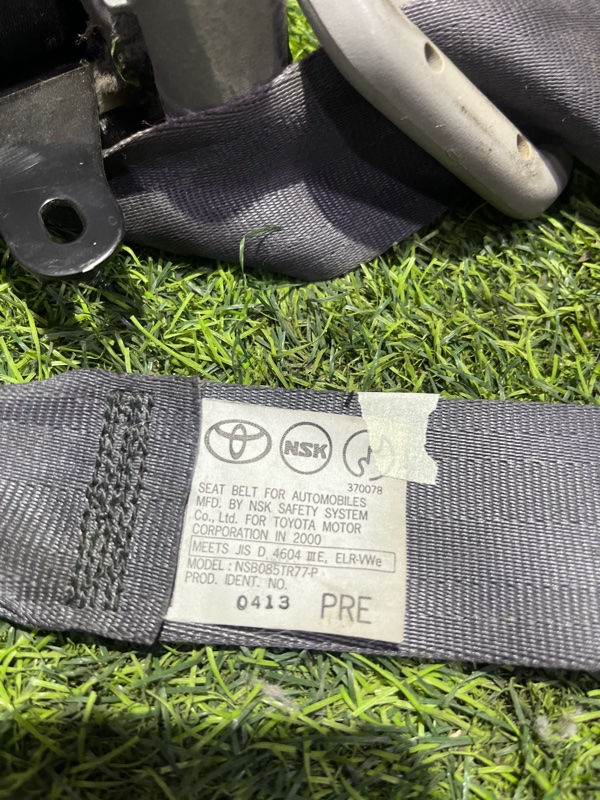 NSK
370078
SEAT BELT FOR AUTOMOBILES
MFD. BY NSK SAFETY SYSTEM
Co., Ltd. FOR TOYOTA MOTOR
CORPORATION IN 2000
MEETS JIS D 4604 ⅢE, ELR-VWe
MODEL : NSB085TR77-P
PROD. IDENT. NO.
0413 PRE